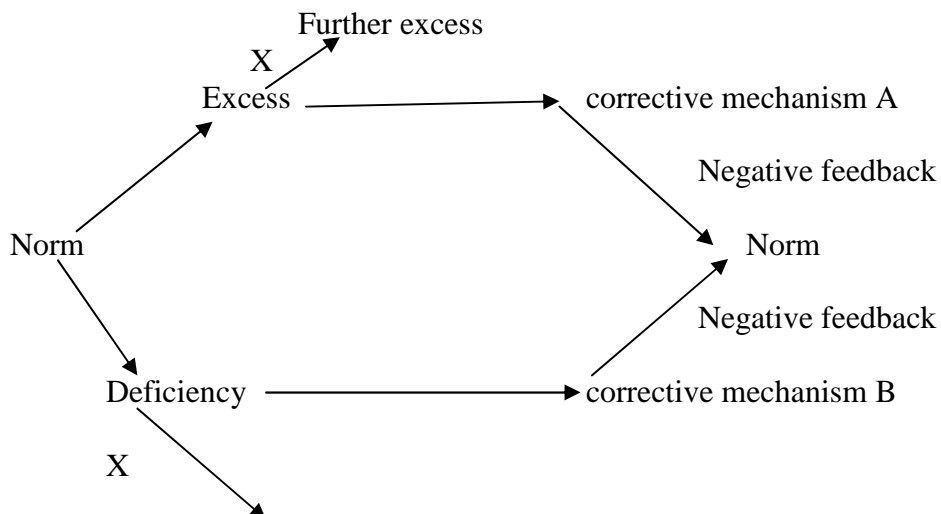 Further excess
X
Excess
corrective mechanism A
Negative feedback
Norm
Norm
Negative feedback
Deficiency
corrective mechanism B
X